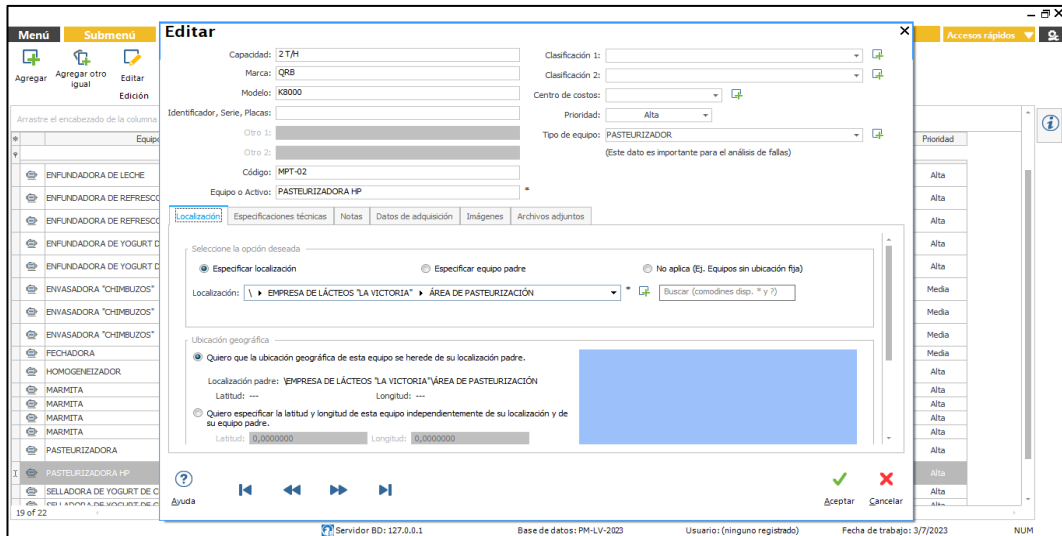 Menú Submenú Accesos rápidos
Agregar Agregar otro igual Editar
Edición
Arrastre el encabezado de la columna
Equipo Prioridad
ENFUNDADORA DE LECHE Alta
ENFUNDADORA DE REFRESCO Alta
ENFUNDADORA DE REFRESCO Alta
ENFUNDADORA DE YOGURT D Alta
ENFUNDADORA DE YOGURT D Alta
ENVASADORA "CHIMBUZOS" Media
ENVASADORA "CHIMBUZOS" Media
ENVASADORA "CHIMBUZOS" Media
FECHADORA Media
HOMOGENEIZADOR Alta
MARMITA Alta
MARMITA Alta
MARMITA Alta
MARMITA Alta
PASTEURIZADORA Alta
PASTEURIZADORA HP Alta
SELLADORA DE YOGURT DE C Alta
SELLADORA DE YOGURT DE C Alta
19 of 22
Editar
Capacidad: 2 T/H
Marca: QRB
Modelo: K8000
Identificador, Serie, Placas:
Otro 1:
Otro 2:
Código: MPT-02
Equipo o Activo: PASTEURIZADORA HP *
Clasificación 1:
Clasificación 2:
Centro de costos:
Prioridad: Alta
Tipo de equipo: PASTEURIZADOR
(Este dato es importante para el análisis de fallas)
Localización Especificaciones técnicas Notas Datos de adquisición Imágenes Archivos adjuntos
Seleccione la opción deseada
Especificar localización Especificar equipo padre No aplica (Ej. Equipos sin ubicación fija)
Localización: \ EMPRESA DE LÁCTEOS "LA VICTORIA" ÁREA DE PASTEURIZACIÓN * Buscar (comodines disp. * y ?)
Ubicación geográfica
Quiero que la ubicación geográfica de esta equipo se herede de su localización padre.
Localización padre: \EMPRESA DE LÁCTEOS "LA VICTORIA"\ÁREA DE PASTEURIZACIÓN
Latitud: --- Longitud: ---
Quiero especificar la latitud y longitud de esta equipo independientemente de su localización y de
su equipo padre.
Latitud: 0,0000000 Longitud: 0,0000000
Ayuda Aceptar Cancelar
Servidor BD: 127.0.0.1 Base de datos: PM-LV-2023 Usuario: (ninguno registrado) Fecha de trabajo: 3/7/2023 NUM